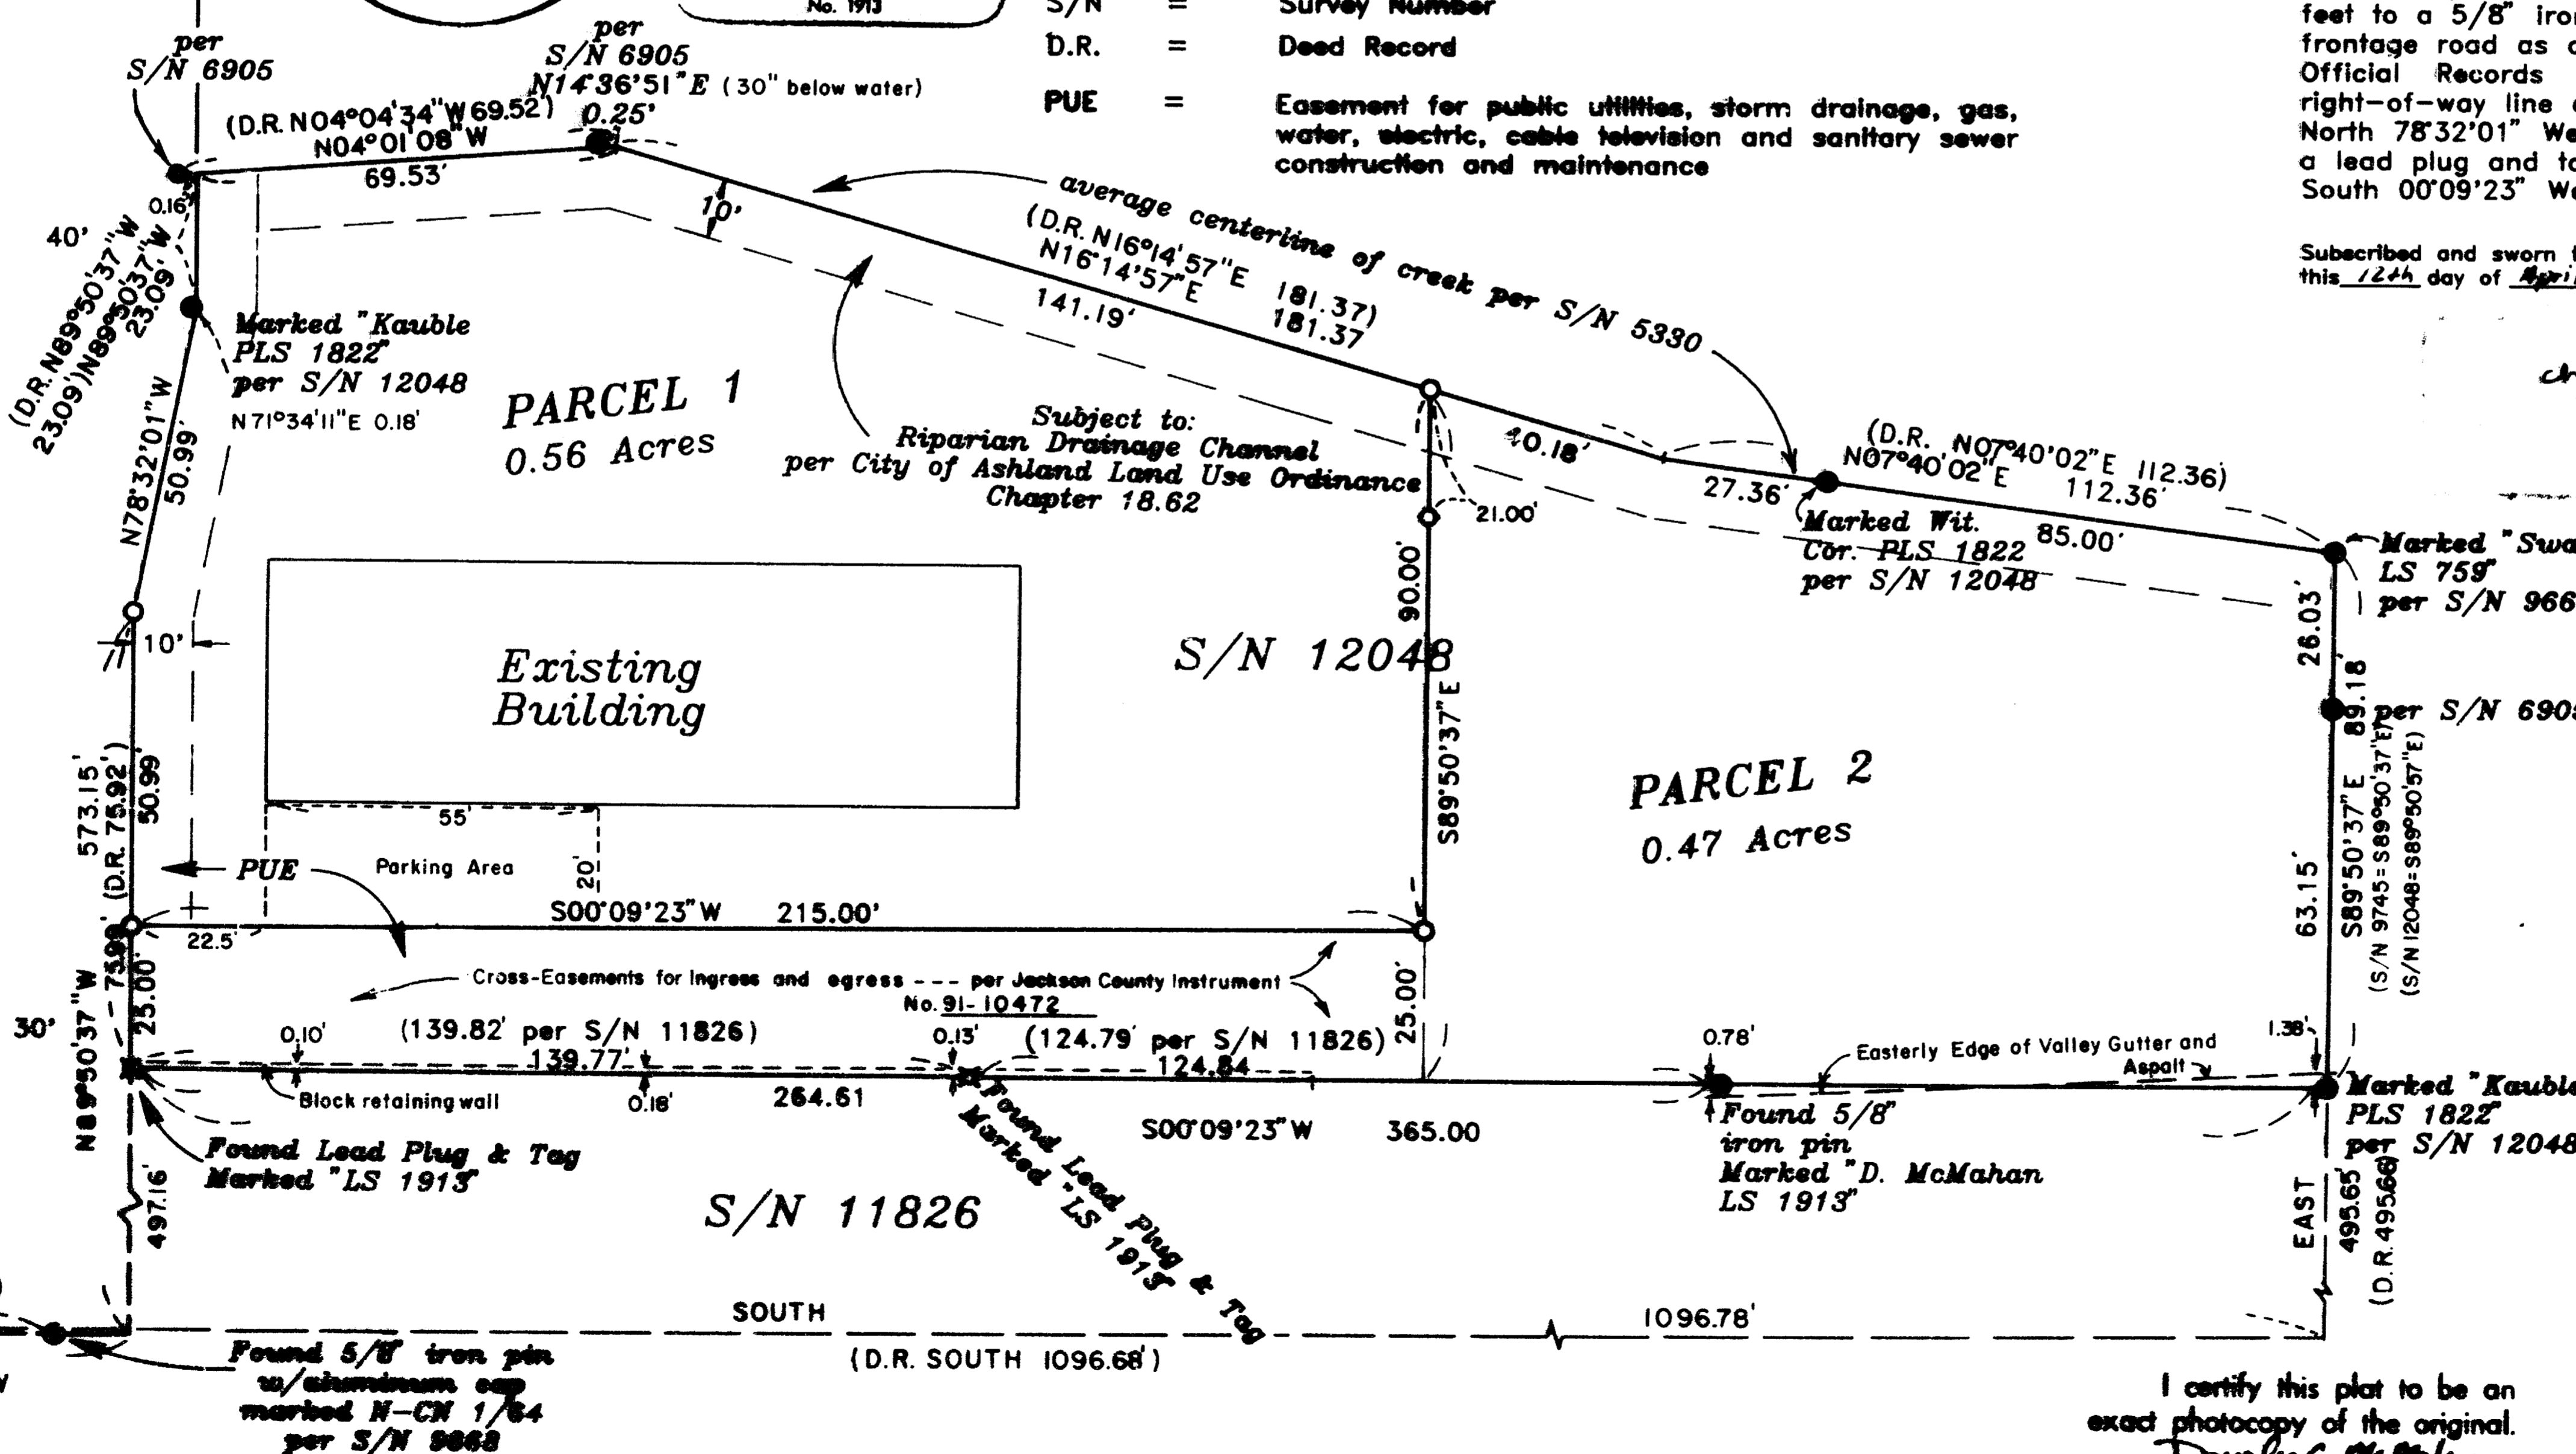 No. 1913
S/N = Survey Number
D.R. = Deed Record
PUE = Easement for public utilities, storm drainage, gas,
water, electric, cable television and sanitary sewer
construction and maintenance
feet to a 5/8" iro
frontage road as
Official Records
right-of-way line
North 78°32'01" We
a lead plug and
South 00°09'23" We
Subscribed and sworn
this 12th day of April
per
S/N 6905
per
S/N 6905
N14°36'51"E (30" below water)
0.25'
(D.R. N04°04'34"W 69.52)
N04°01'08"W
69.53'
0.16'
40'
(D.R. N89°50'37"W
23.09')
N89°50'37"W
23.09'
Marked "Kauble
PLS 1822"
per S/N 12048
N71°34'11"E 0.18'
N78°32'01"W
50.99'
PARCEL 1
0.56 Acres
10'
average centerline of creek per S/N 5330
(D.R. N16°14'57"E 181.37)
N16°14'57"E 181.37
141.19'
Subject to:
Riparian Drainage Channel
per City of Ashland Land Use Ordinance
Chapter 18.62
40.18'
27.36'
(D.R. N07°40'02"E 112.36)
N07°40'02"E 112.36'
85.00'
21.00'
Marked Wit.
Cor. PLS 1822
per S/N 12048
Marked "Swa
LS 759"
per S/N 966
26.03'
per S/N 690
89.18'
S89°50'37"E
(S/N 9745=S89°50'37"E)
(S/N 12048=S89°50'57"E)
63.15'
90.00'
S89°50'37"E
S/N 12048
10'
Existing
Building
PARCEL 2
0.47 Acres
573.15'
(D.R. 75.92')
50.99'
55'
PUE
Parking Area
20'
S00°09'23"W 215.00'
22.5'
75.99'
25.00'
N89°50'37"W
30'
Cross-Easements for Ingress and egress --- per Jackson County Instrument
No. 91-10472
25.00'
0.10'
(139.82' per S/N 11826)
139.77'
0.13'
(124.79' per S/N 11826)
124.84
0.78'
Easterly Edge of Valley Gutter and
Aspalt
1.38'
Block retaining wall
0.18'
264.61
S00°09'23"W 365.00
Found Lead Plug & Tag
Marked "LS 1913"
Found Lead Plug & Tag
Marked "LS 1913"
Found 5/8"
iron pin
Marked "D. McMahan
LS 1913"
Marked "Kauble
PLS 1822"
per S/N 12048
497.16'
S/N 11826
EAST
495.65'
(D.R. 495.66)
SOUTH
1096.78'
(D.R. SOUTH 1096.68')
Found 5/8" iron pin
w/aluminum cap
marked N-CN 1/64
per S/N 9868
I certify this plat to be an
exact photocopy of the original.